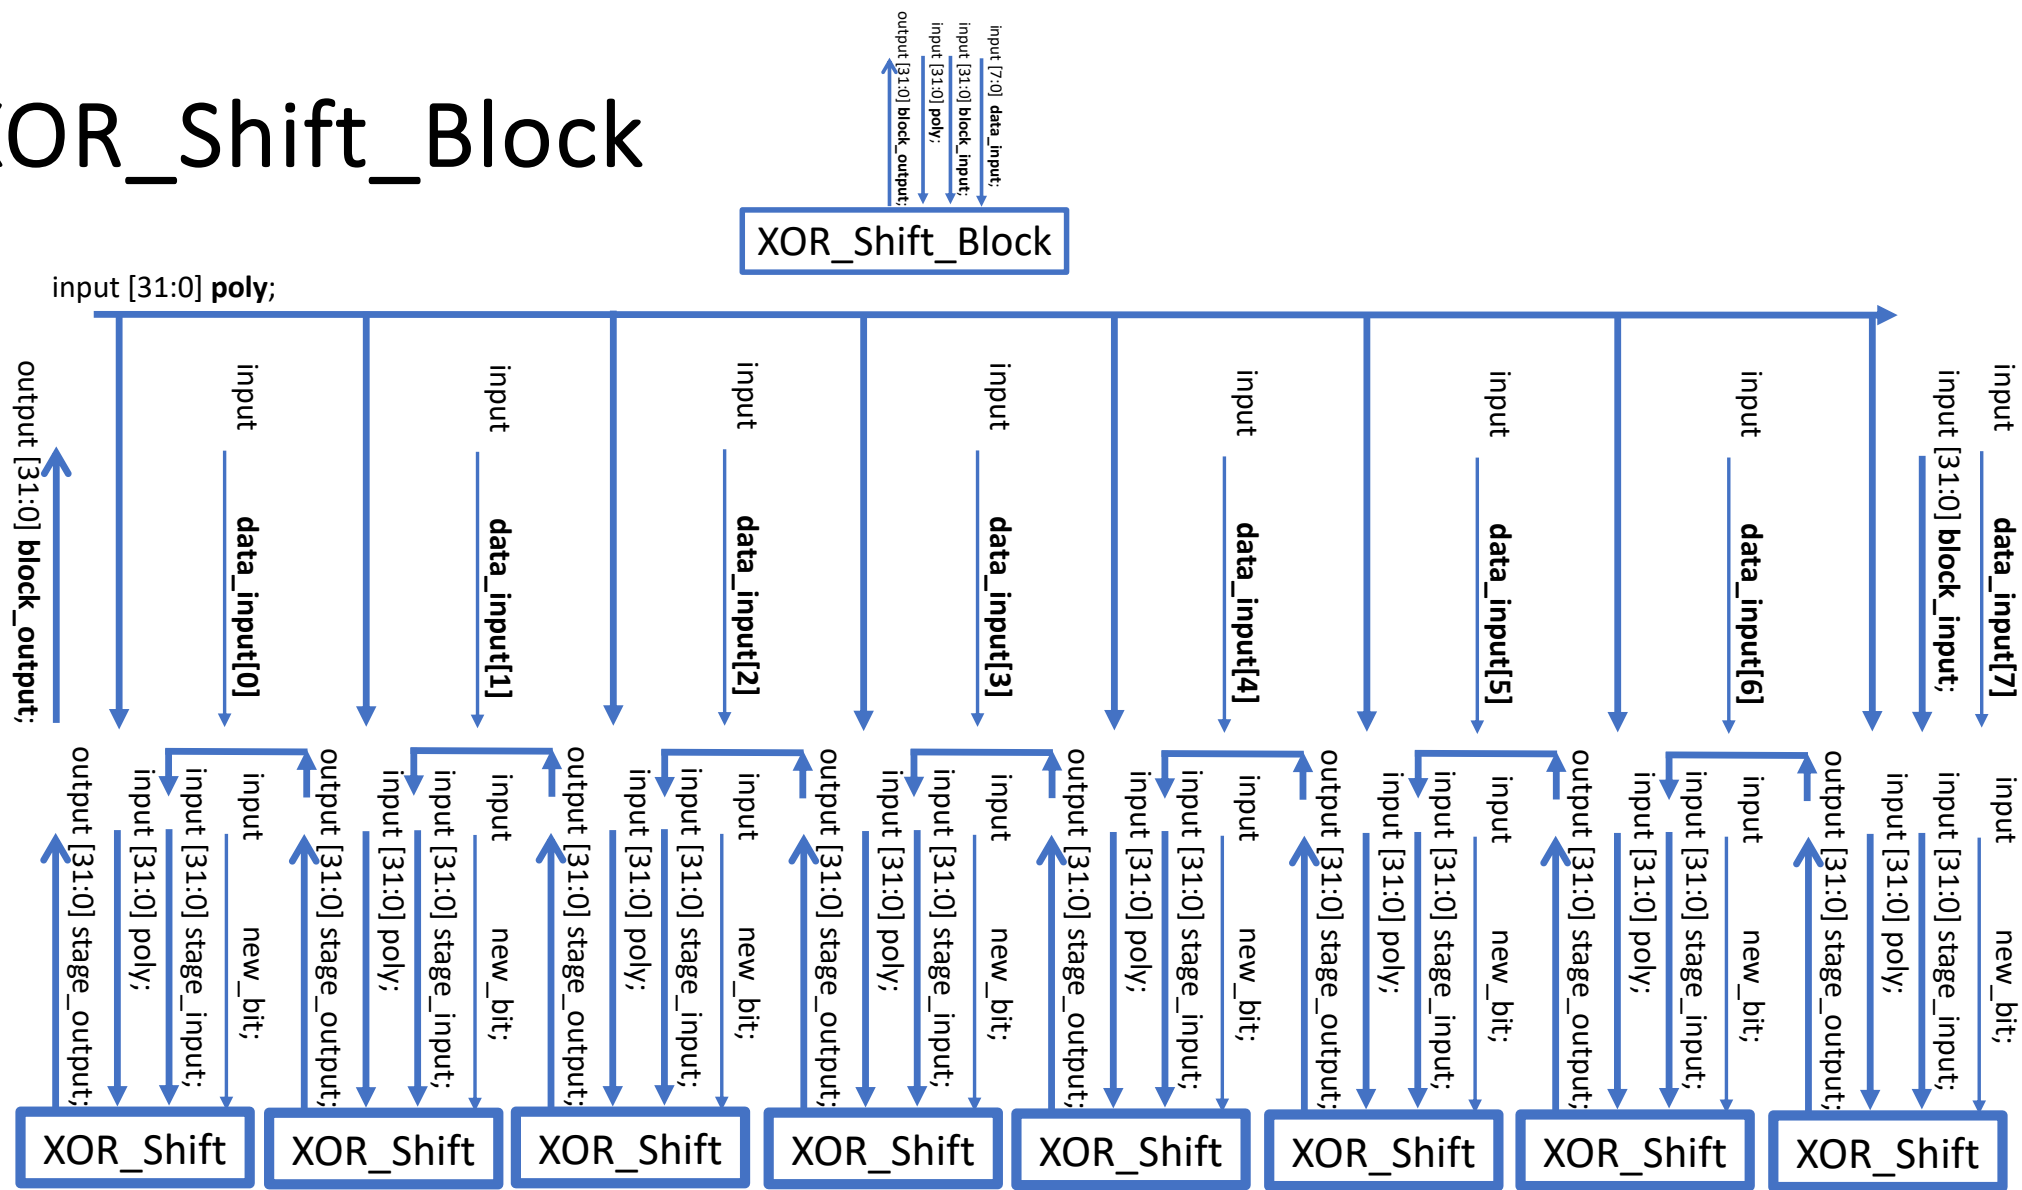 XOR_Shift_Block
output [31:0] block_output;
input [31:0] poly;
input [31:0] block_input;
input [7:0] data_input;
XOR_Shift_Block
input [31:0] poly;
output [31:0] block_output;
input data_input[0]
input data_input[1]
input data_input[2]
input data_input[3]
input data_input[4]
input data_input[5]
input data_input[6]
input [31:0] block_input;
input data_input[7]
output [31:0] stage_output;
input [31:0] poly;
input [31:0] stage_input;
input new_bit;
output [31:0] stage_output;
input [31:0] poly;
input [31:0] stage_input;
input new_bit;
output [31:0] stage_output;
input [31:0] poly;
input [31:0] stage_input;
input new_bit;
output [31:0] stage_output;
input [31:0] poly;
input [31:0] stage_input;
input new_bit;
output [31:0] stage_output;
input [31:0] poly;
input [31:0] stage_input;
input new_bit;
output [31:0] stage_output;
input [31:0] poly;
input [31:0] stage_input;
input new_bit;
output [31:0] stage_output;
input [31:0] poly;
input [31:0] stage_input;
input new_bit;
output [31:0] stage_output;
input [31:0] poly;
input [31:0] stage_input;
input new_bit;
XOR_Shift
XOR_Shift
XOR_Shift
XOR_Shift
XOR_Shift
XOR_Shift
XOR_Shift
XOR_Shift